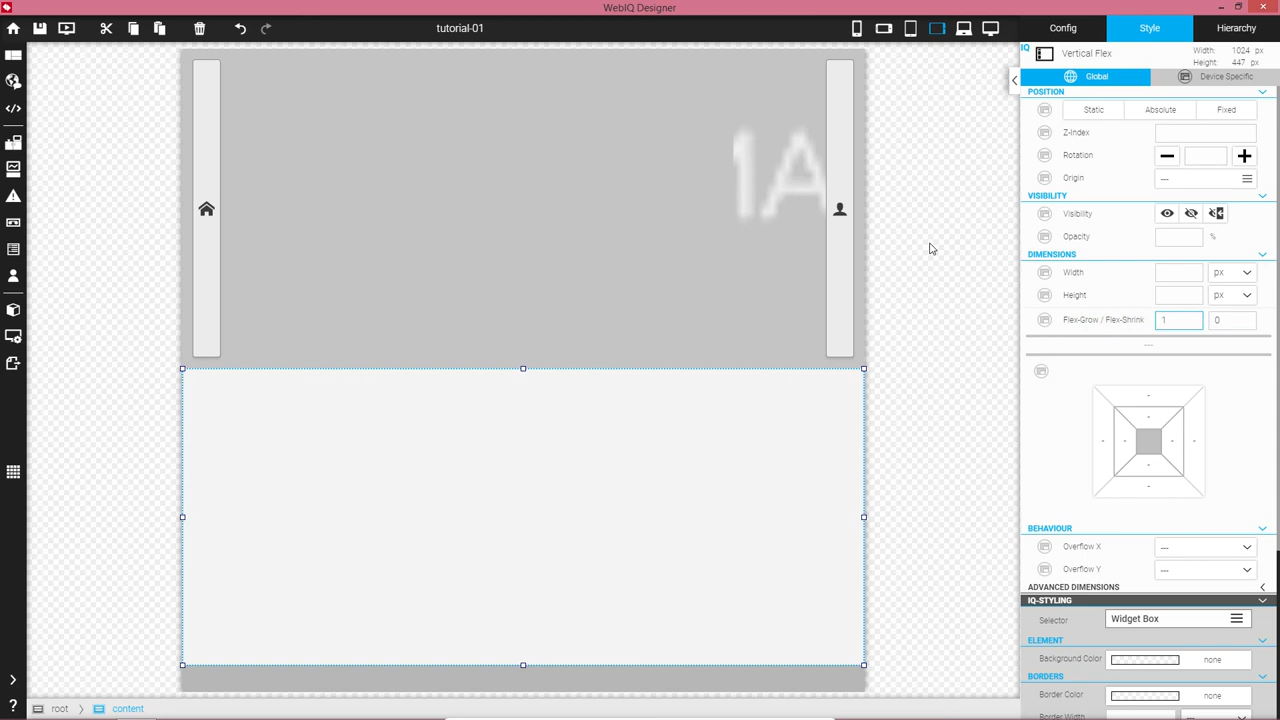 WebIQ Designer
tutorial-01
Config
Style
Hierarchy
IQ
Vertical Flex
Width: 1024 px
Height: 447 px
Global
Device Specific
POSITION
Static
Absolute
Fixed
Z-Index
Rotation
Origin
---
VISIBILITY
Visibility
Opacity
%
DIMENSIONS
Width
px
Height
px
Flex-Grow / Flex-Shrink
1
0
---
BEHAVIOUR
Overflow X
---
Overflow Y
---
ADVANCED DIMENSIONS
IQ-STYLING
Selector
Widget Box
ELEMENT
Background Color
none
BORDERS
Border Color
none
Border Width
?
root
content